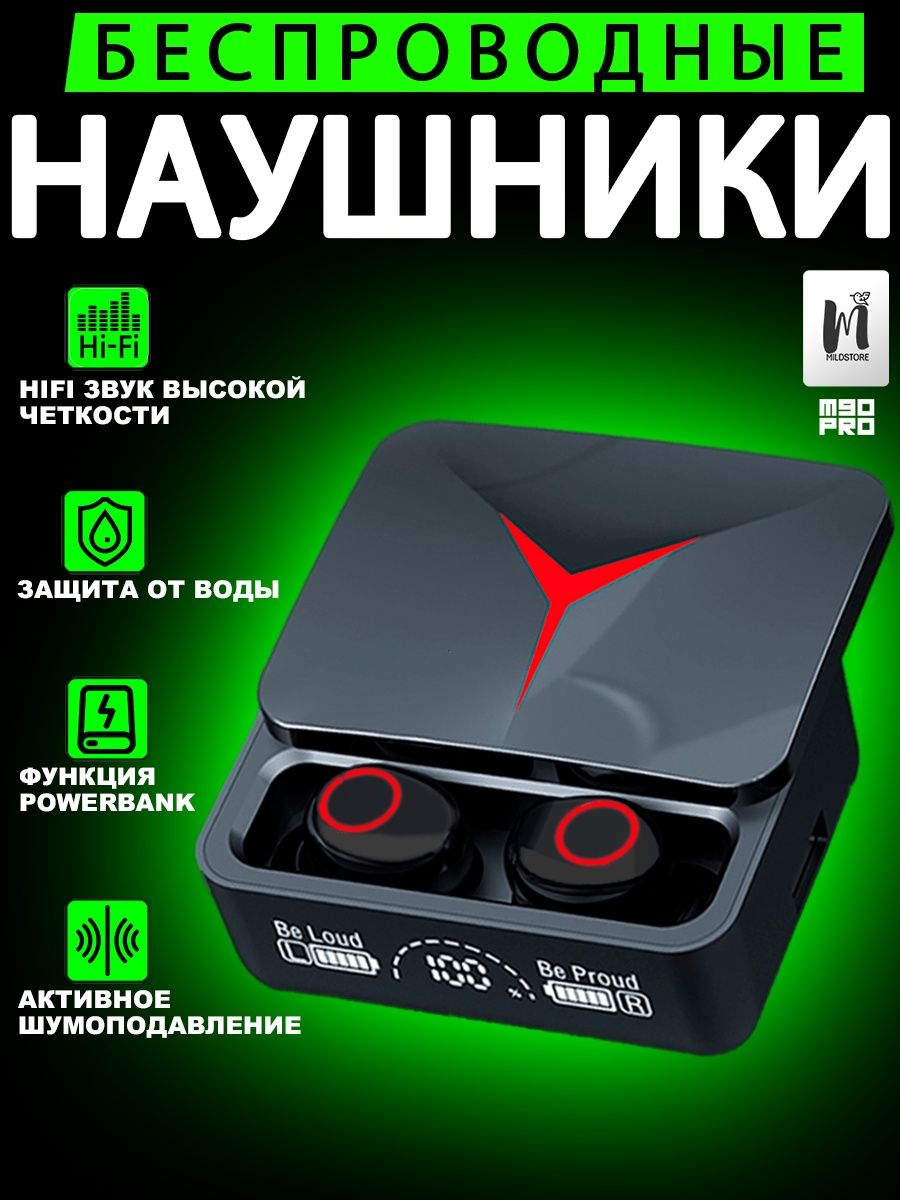 БЕСПРОВОДНЫЕ
НАУШНИКИ
Hi-Fi
HIFI ЗВУК ВЫСОКОЙ
ЧЕТКОСТИ
M
MILDSTORE
M90
PRO
ЗАЩИТА ОТ ВОДЫ
ФУНКЦИЯ
POWERBANK
АКТИВНОЕ
ШУМОПОДАВЛЕНИЕ
Be Loud
L
100
%
Be Proud
R